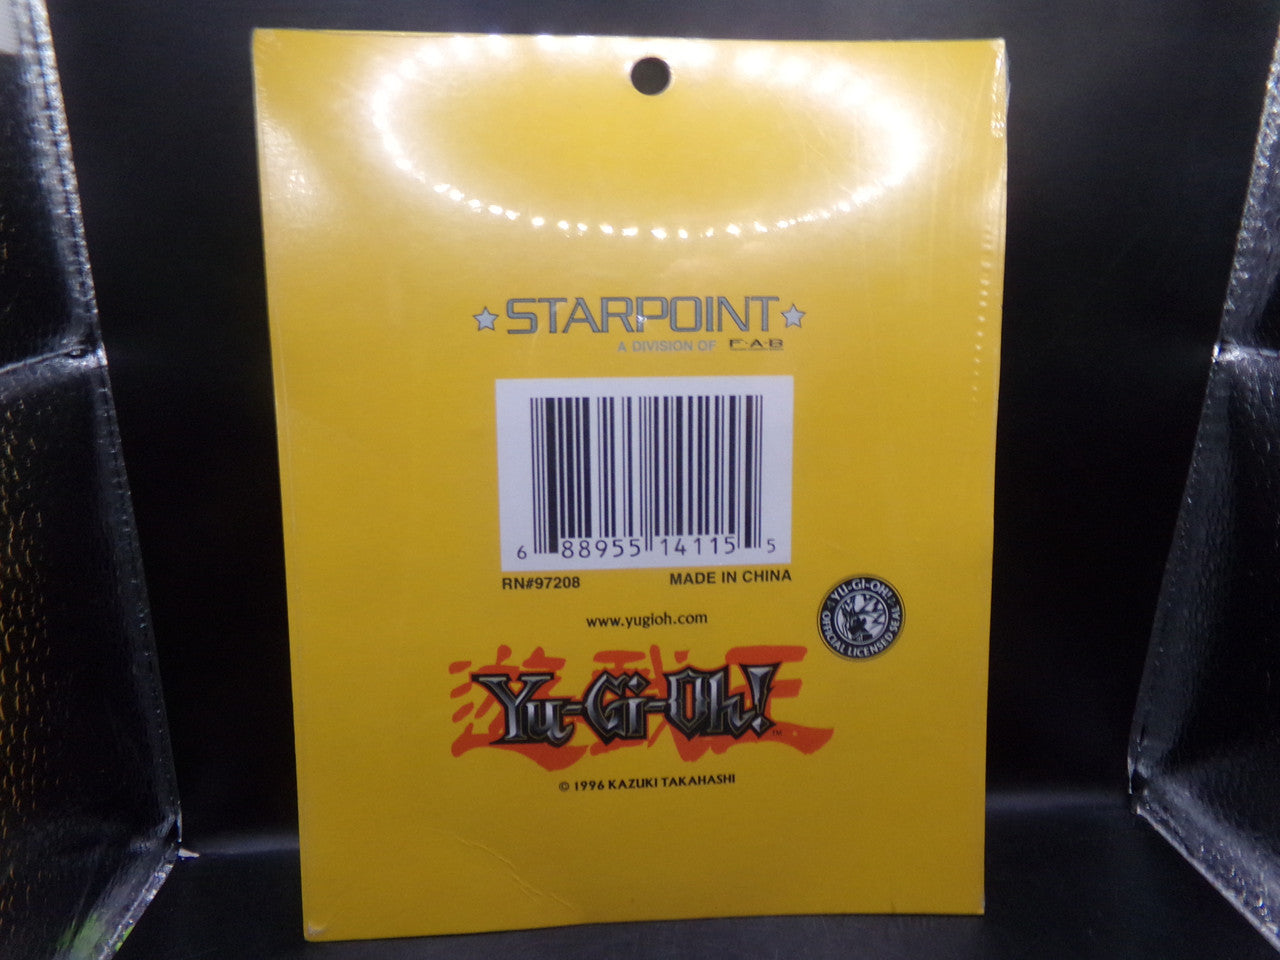 STARPOINT
A DIVISION OF F·A·B
6 88955 14115 5
RN#97208 MADE IN CHINA
www.yugioh.com
YU-GI-OH!
OFFICIAL LICENSED SEAL
遊戯王
Yu-Gi-Oh!™
© 1996 KAZUKI TAKAHASHI